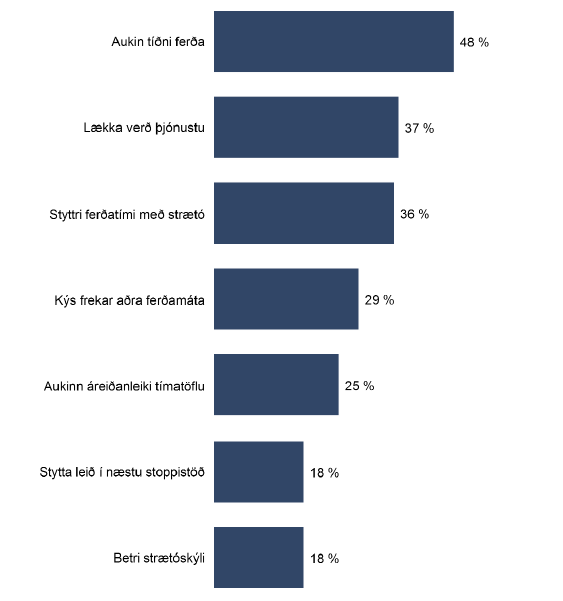 Aukin tíðni ferða 48 %
Lækka verð þjónustu 37 %
Styttri ferðatími með strætó 36 %
Kýs frekar aðra ferðamáta 29 %
Aukinn áreiðanleiki tímatöflu 25 %
Stytta leið í næstu stoppistöð 18 %
Betri strætóskýli 18 %